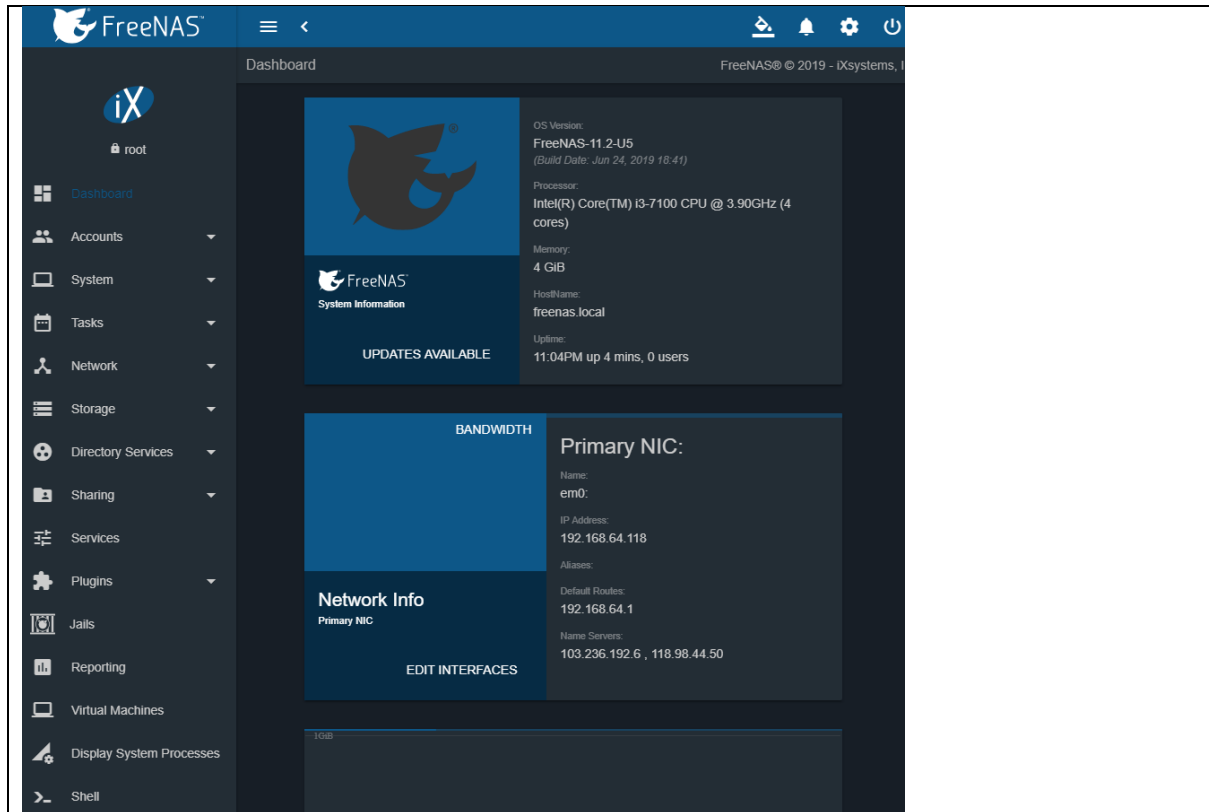 FreeNAS
Dashboard
FreeNAS® © 2019 - iXsystems, I
iX
root
Dashboard
Accounts
System
Tasks
Network
Storage
Directory Services
Sharing
Services
Plugins
Jails
Reporting
Virtual Machines
Display System Processes
Shell
®
FreeNAS
System Information
UPDATES AVAILABLE
OS Version:
FreeNAS-11.2-U5
(Build Date: Jun 24, 2019 18:41)
Processor:
Intel(R) Core(TM) i3-7100 CPU @ 3.90GHz (4
cores)
Memory:
4 GiB
HostName:
freenas.local
Uptime:
11:04PM up 4 mins, 0 users
BANDWIDTH
Network Info
Primary NIC
EDIT INTERFACES
Primary NIC:
Name:
em0:
IP Address:
192.168.64.118
Aliases:
Default Routes:
192.168.64.1
Name Servers:
103.236.192.6 , 118.98.44.50
1GiB